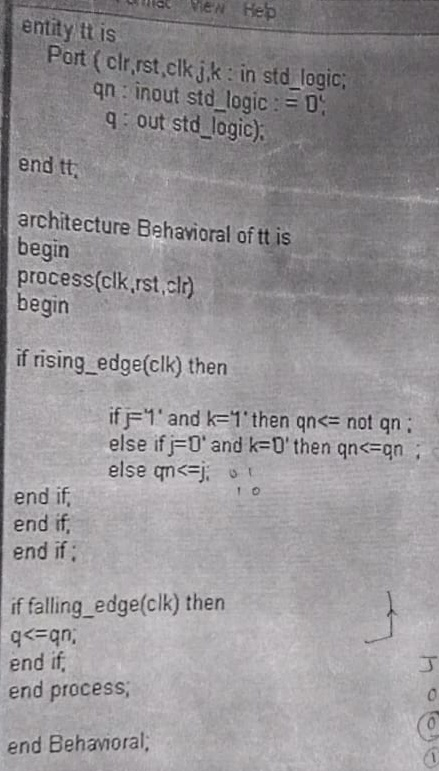 View Help
entity tt is
Port ( clr,rst,clk j,k : in std_logic;
qn : inout std_logic : = '0';
q : out std_logic);
end tt;
architecture Behavioral of tt is
begin
process(clk,rst,clr)
begin
if rising_edge(clk) then
if j='1' and k='1' then qn<= not qn ;
else if j='0' and k='0' then qn<=qn ;
else qn<=j; 0 1
1 0
end if;
end if;
end if ;
if falling_edge(clk) then
q<=qn;
end if;
end process;
J
0
0
1
end Behavioral;